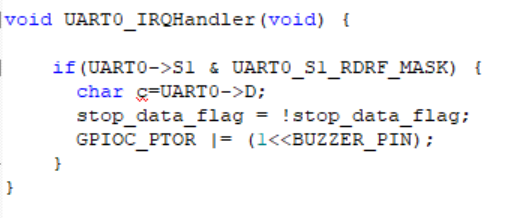 void UART0_IRQHandler(void) {
if(UART0->S1 & UART0_S1_RDRF_MASK) {
char c=UART0->D;
stop_data_flag = !stop_data_flag;
GPIOC_PTOR |= (1<<BUZZER_PIN);
}
}